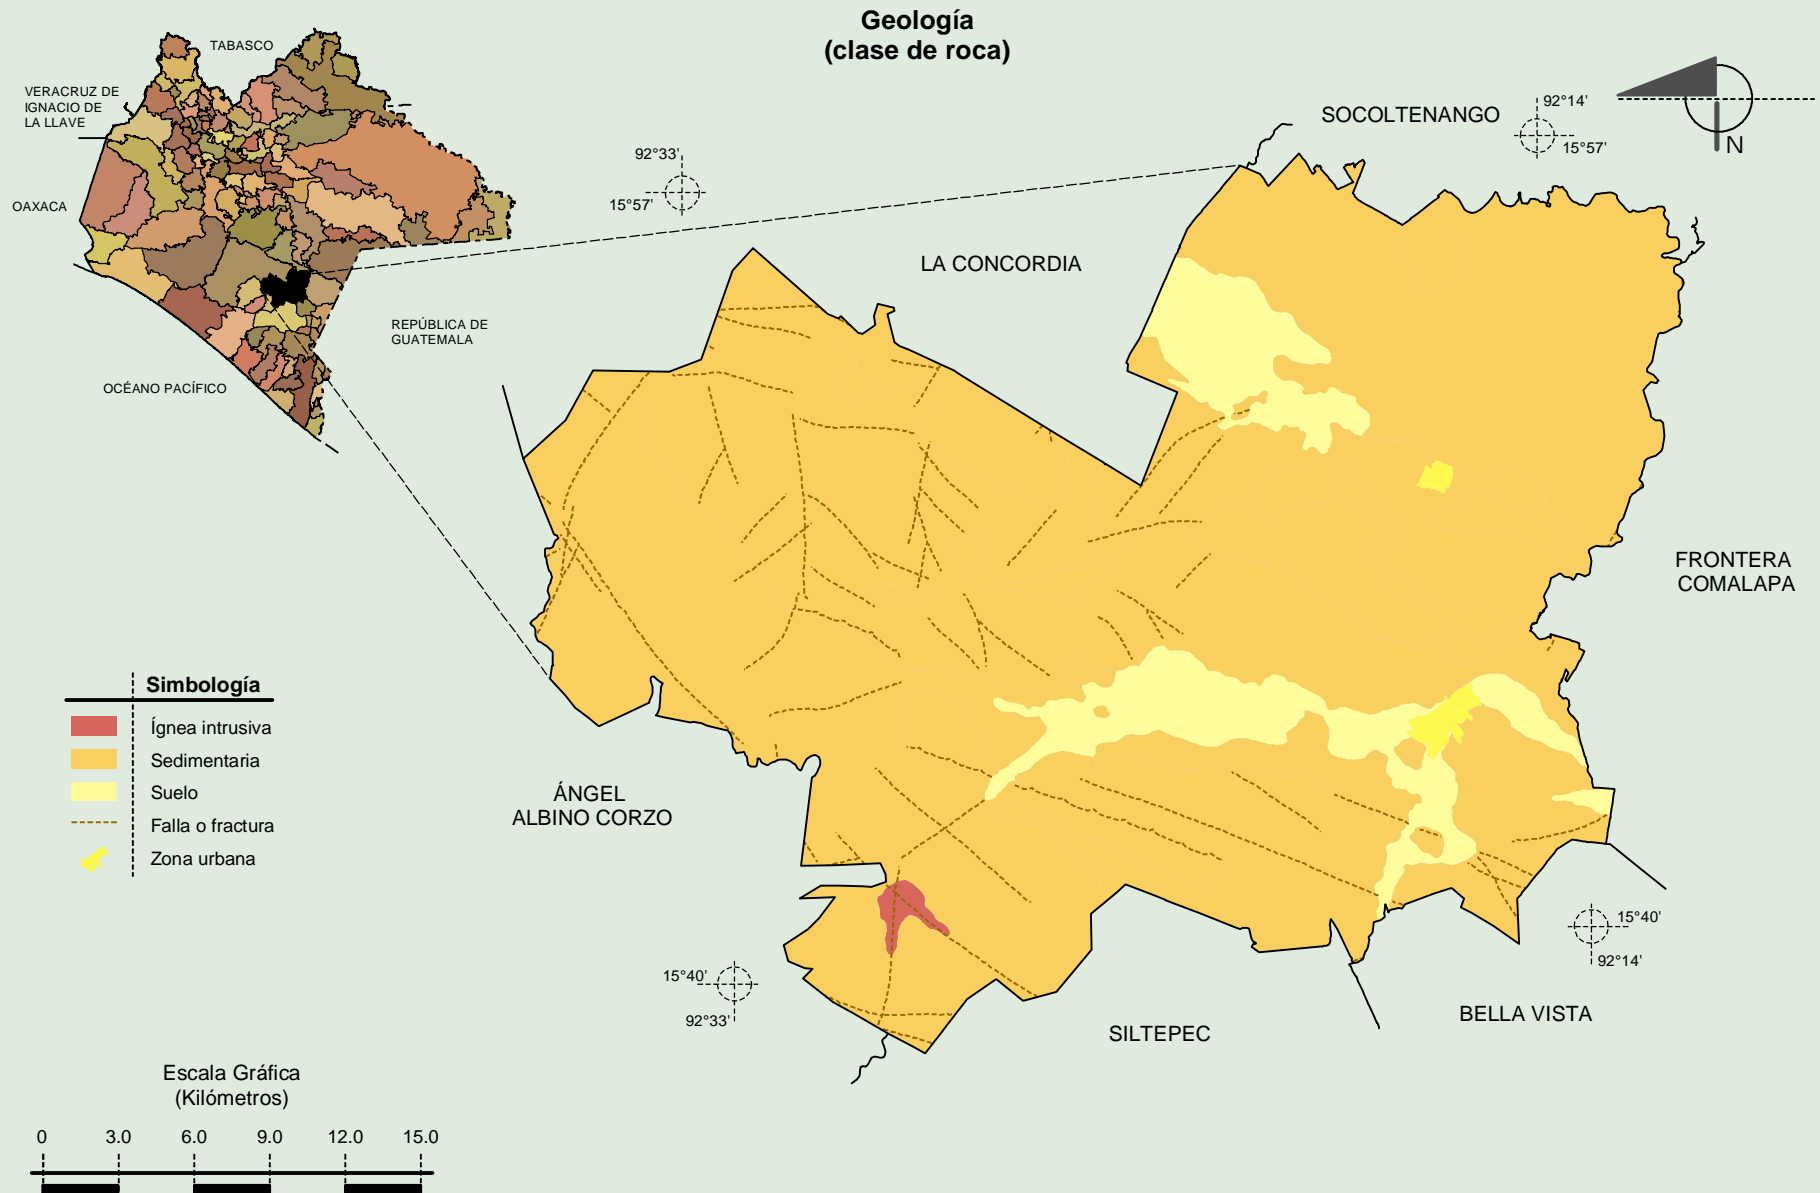 Geología
(clase de roca)
TABASCO
VERACRUZ DE
IGNACIO DE
LA LLAVE
OAXACA
REPÚBLICA DE
GUATEMALA
OCÉANO PACÍFICO
92°33'
15°57'
SOCOLTENANGO
92°14'
15°57'
N
LA CONCORDIA
FRONTERA
COMALAPA
Simbología
Ígnea intrusiva
Sedimentaria
Suelo
Falla o fractura
Zona urbana
ÁNGEL
ALBINO CORZO
15°40'
92°33'
15°40'
92°14'
BELLA VISTA
SILTEPEC
Escala Gráfica
(Kilómetros)
0 3.0 6.0 9.0 12.0 15.0